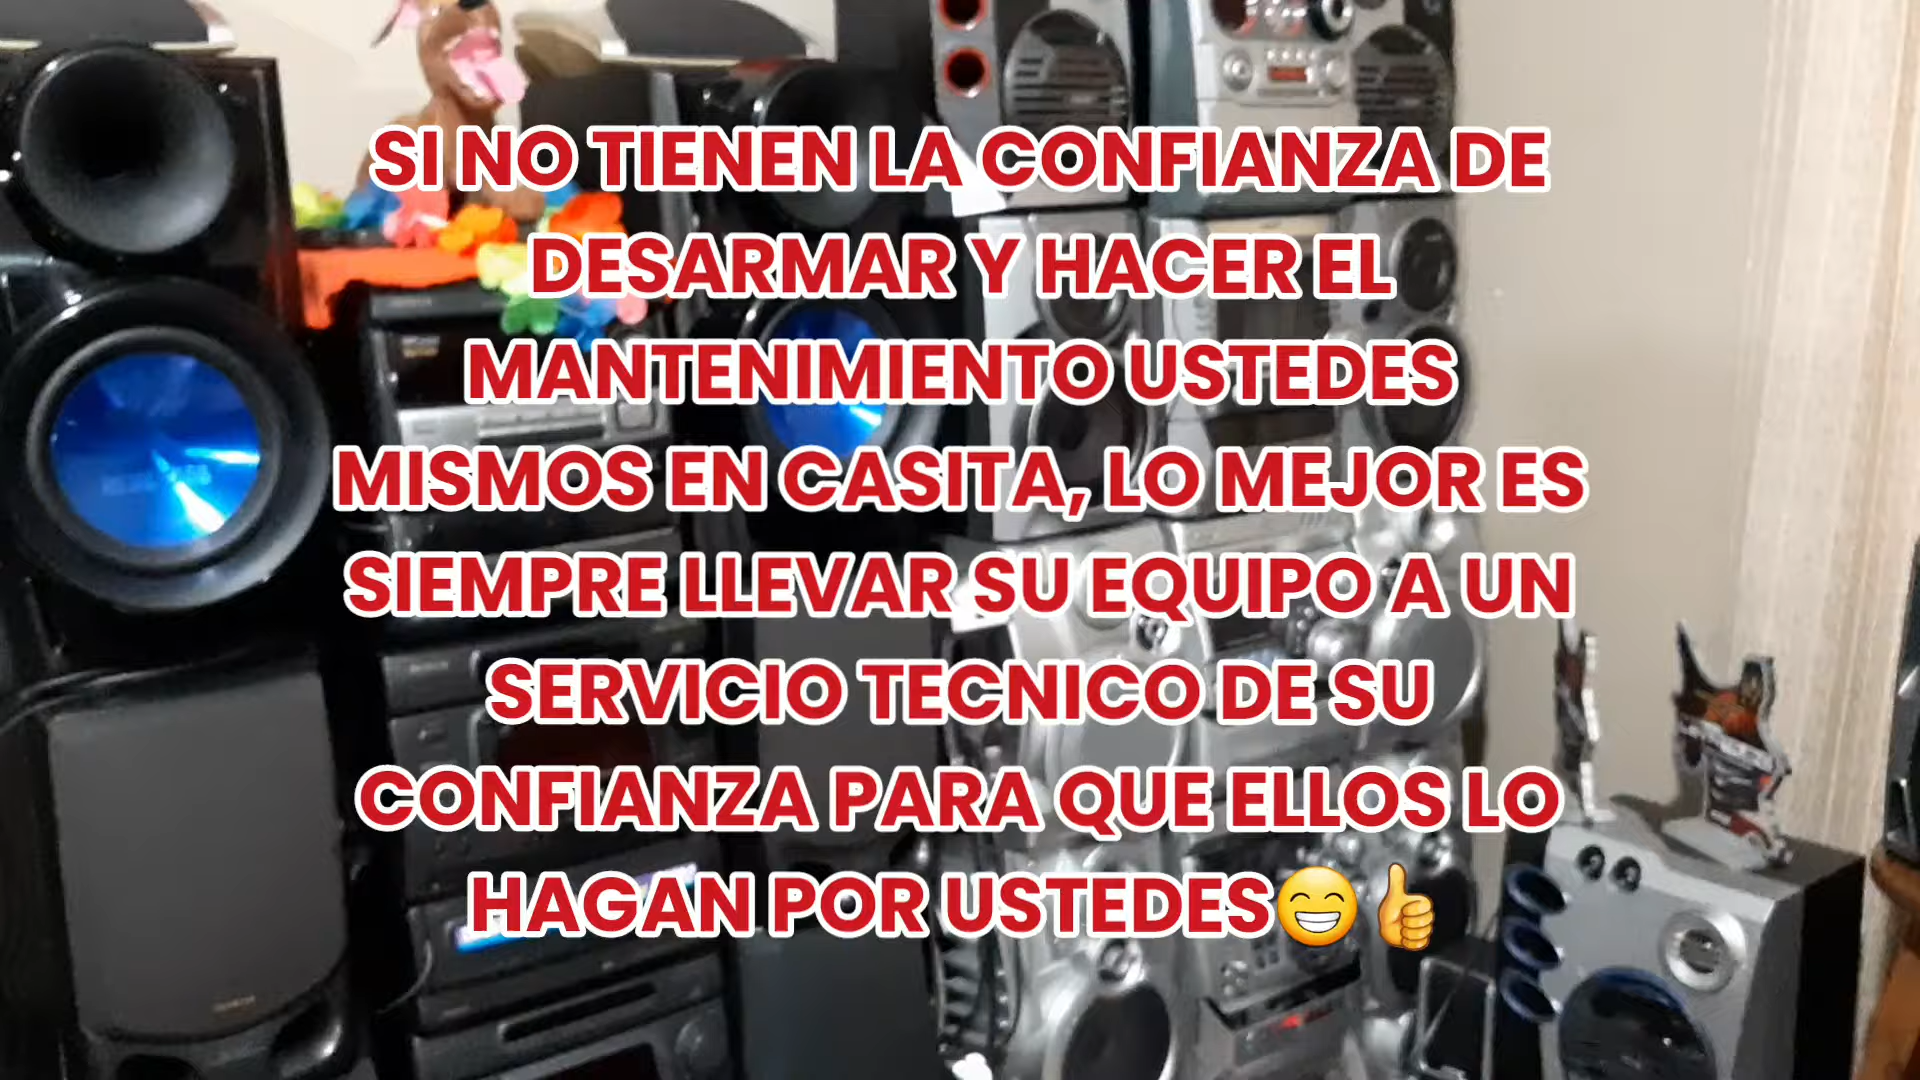 SI NO TIENEN LA CONFIANZA DE
DESARMAR Y HACER EL
MANTENIMIENTO USTEDES
MISMOS EN CASITA, LO MEJOR ES
SIEMPRE LLEVAR SU EQUIPO A UN
SERVICIO TECNICO DE SU
CONFIANZA PARA QUE ELLOS LO
HAGAN POR USTEDES😁👍